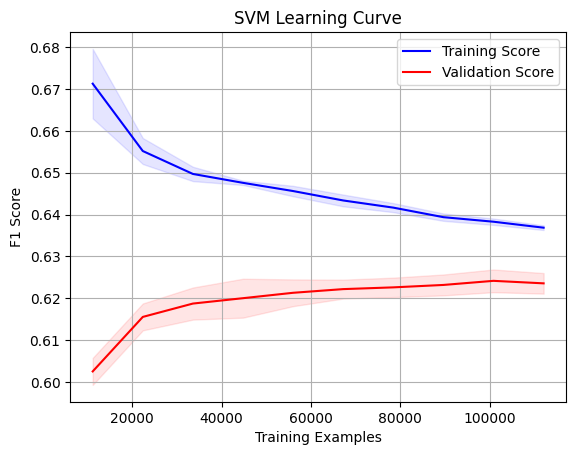 SVM Learning Curve
Training Score
Validation Score
F1 Score
0.68
0.67
0.66
0.65
0.64
0.63
0.62
0.61
0.60
20000 40000 60000 80000 100000
Training Examples